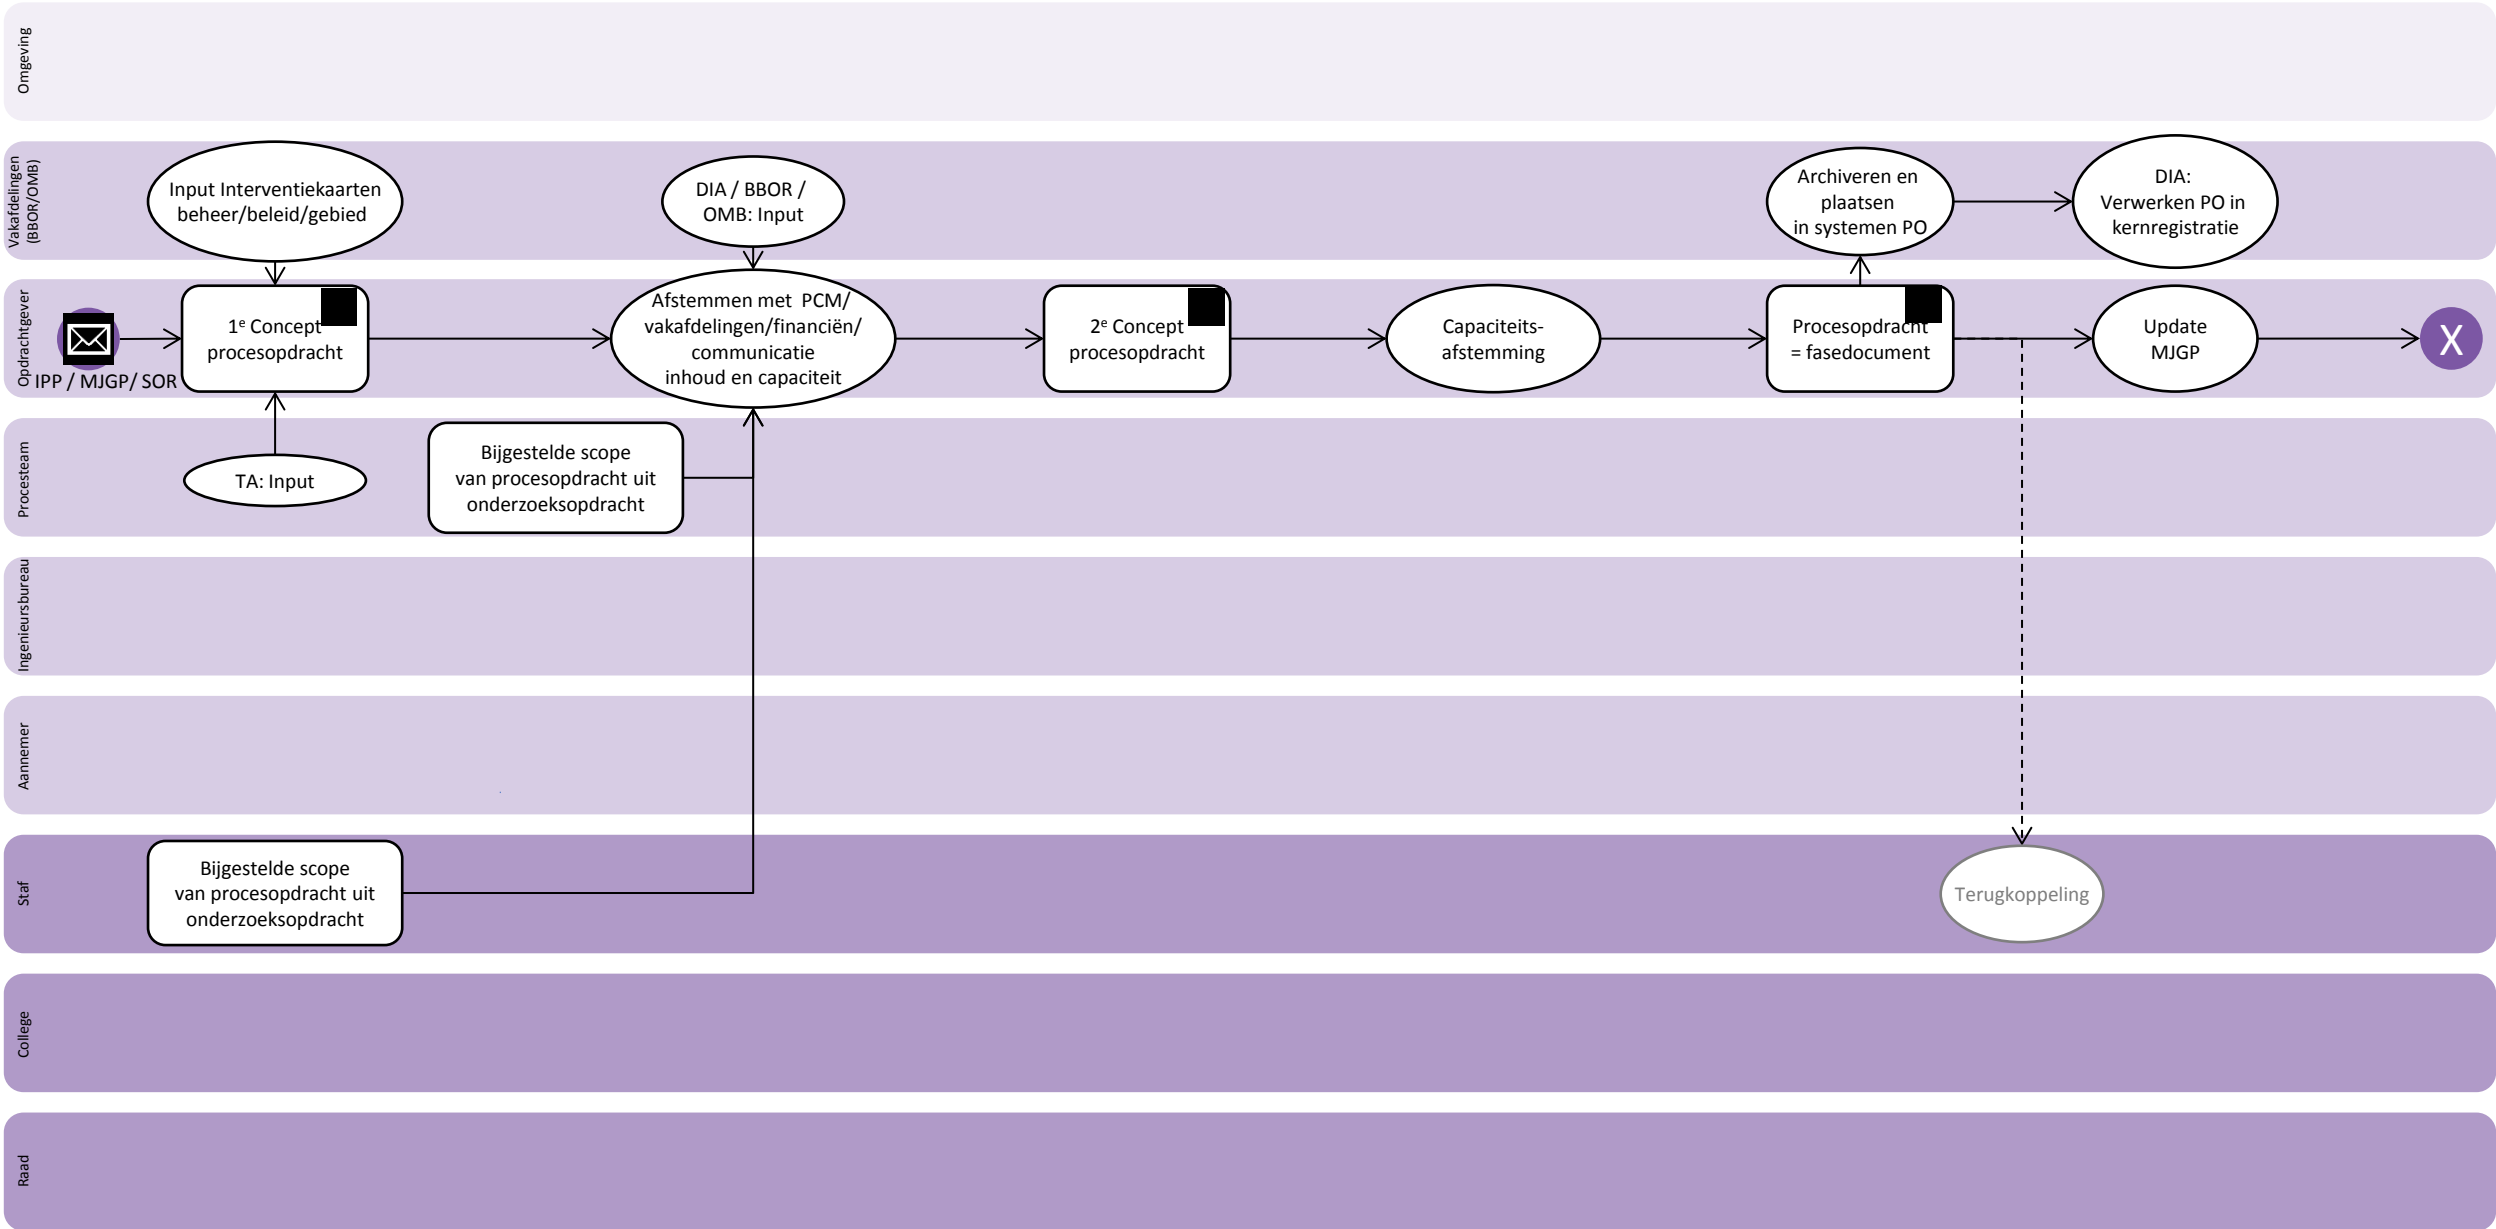 Omgeving
Vakafdelingen
(BBOR/OMB)
Input Interventiekaarten
beheer/beleid/gebied
DIA / BBOR /
OMB: Input
Archiveren en
plaatsen
in systemen PO
DIA:
Verwerken PO in
kernregistratie
Opdrachtgever
IPP / MJGP/ SOR
1e Concept
procesopdracht
Afstemmen met  PCM/
vakafdelingen/financiën/
communicatie
inhoud en capaciteit
2e Concept
procesopdracht
Capaciteits-
afstemming
Procesopdracht
= fasedocument
Update
MJGP
X
Procesteam
TA: Input
Bijgestelde scope
van procesopdracht uit
onderzoeksopdracht
Ingenieursbureau
Aannemer
Staf
Bijgestelde scope
van procesopdracht uit
onderzoeksopdracht
Terugkoppeling
College
Raad